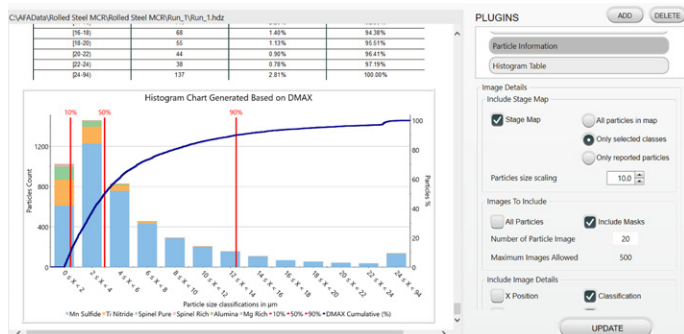 C:\AFAData\Rolled Steel MCR\Rolled Steel MCR\Run_1\Run_1.hdz
[16-18] 68 1.40% 94.38%
[18-20] 55 1.13% 95.51%
[20-22] 44 0.90% 96.41%
[22-24] 38 0.78% 97.19%
[24-94] 137 2.81% 100.00%
Histogram Chart Generated Based on DMAX
10% 50% 90%
Particles Count
1200
800
400
0
100
80
60
40
20
0
Particles %
0 ≤ X < 2
2 ≤ X < 4
4 ≤ X < 6
6 ≤ X < 8
8 ≤ X < 10
10 ≤ X < 12
12 ≤ X < 14
14 ≤ X < 16
16 ≤ X < 18
18 ≤ X < 20
20 ≤ X < 22
22 ≤ X < 24
24 ≤ X < 94
Particle size classifications in µm
Mn Sulfide Ti Nitride Spinel Pure Spinel Rich Alumina Mg Rich 10% 50% 90% DMAX Cumulative (%)
PLUGINS
ADD
DELETE
Particle Information
Histogram Table
Image Details
Include Stage Map
Stage Map
All particles in map
Only selected classes
Only reported particles
Particles size scaling 10.0
Images To Include
All Particles
Include Masks
Number of Particle Image 20
Maximum Images Allowed 500
Include Image Details
X Position
Classification
UPDATE